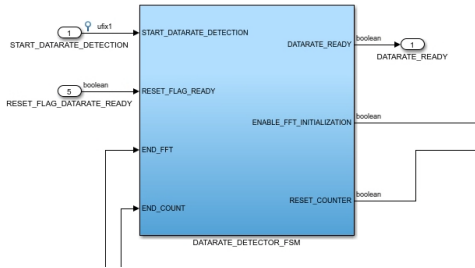 1
ufix1
START_DATARATE_DETECTION
5
boolean
RESET_FLAG_DATARATE_READY
START_DATARATE_DETECTION
RESET_FLAG_READY
END_FFT
END_COUNT
DATARATE_READY
ENABLE_FFT_INITIALIZATION
RESET_COUNTER
boolean
1
DATARATE_READY
boolean
boolean
DATARATE_DETECTOR_FSM